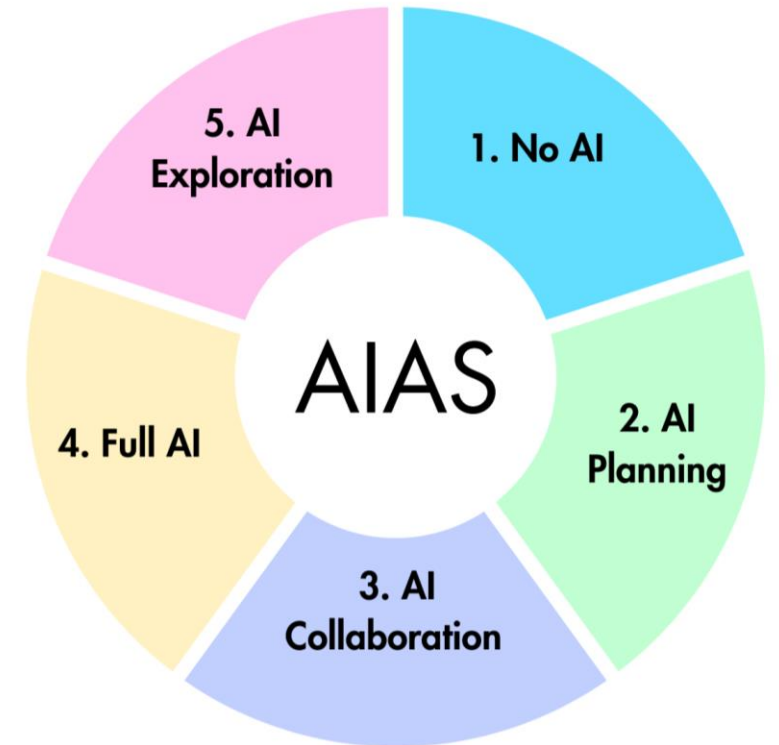 1. No AI
2. AI
Planning
3. AI
Collaboration
4. Full AI
5. AI
Exploration
AIAS